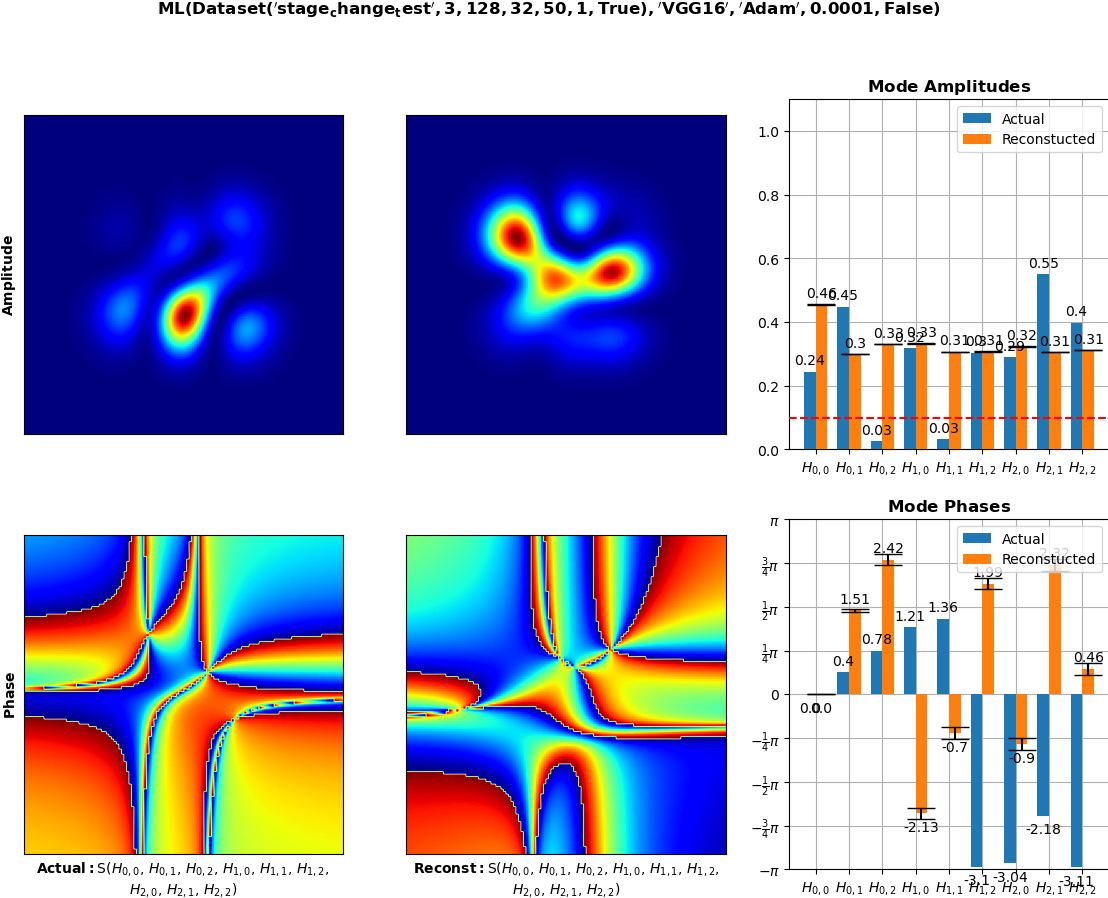 ML(Dataset('stage_change_test', 3, 128, 32, 50, 1, True), 'VGG16', 'Adam', 0.0001, False)
Amplitude
Mode Amplitudes
Actual
Reconstucted
1.0
0.8
0.6
0.4
0.2
0.0
0.24
0.46
0.45
0.3
0.03
0.33
0.32
0.33
0.03
0.31
0.3
0.31
0.29
0.32
0.55
0.31
0.4
0.31
H0,0 H0,1 H0,2 H1,0 H1,1 H1,2 H2,0 H2,1 H2,2
Phase
Mode Phases
Actual
Reconstucted
π
3/4π
1/2π
1/4π
0
−1/4π
−1/2π
−3/4π
−π
0.0
0.0
0.4
1.51
0.78
2.42
1.21
-2.13
1.36
-0.7
-3.1
1.99
-3.04
-0.9
-2.18
2.32
-3.11
0.46
H0,0 H0,1 H0,2 H1,0 H1,1 H1,2 H2,0 H2,1 H2,2
Actual: S(H0,0, H0,1, H0,2, H1,0, H1,1, H1,2,
H2,0, H2,1, H2,2)
Reconst: S(H0,0, H0,1, H0,2, H1,0, H1,1, H1,2,
H2,0, H2,1, H2,2)